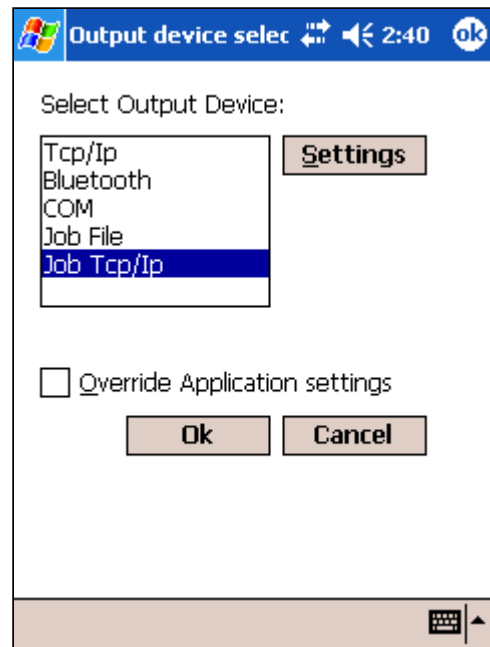 Output device selec 2:40 ok
Select Output Device:
Tcp/Ip
Settings
Bluetooth
COM
Job File
Job Tcp/Ip
Override Application settings
Ok Cancel